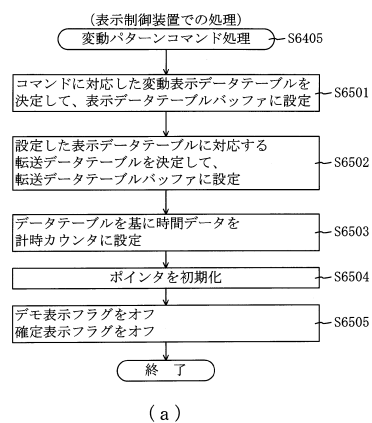 (表示制御装置での処理)
変動パターンコマンド処理 S6405
コマンドに対応した変動表示データテーブルを
決定して、表示データテーブルバッファに設定
S6501
設定した表示データテーブルに対応する
転送データテーブルを決定して、
転送データテーブルバッファに設定
S6502
データテーブルを基に時間データを
計時カウンタに設定
S6503
ポインタを初期化 S6504
デモ表示フラグをオフ
確定表示フラグをオフ
S6505
終 了
(a)